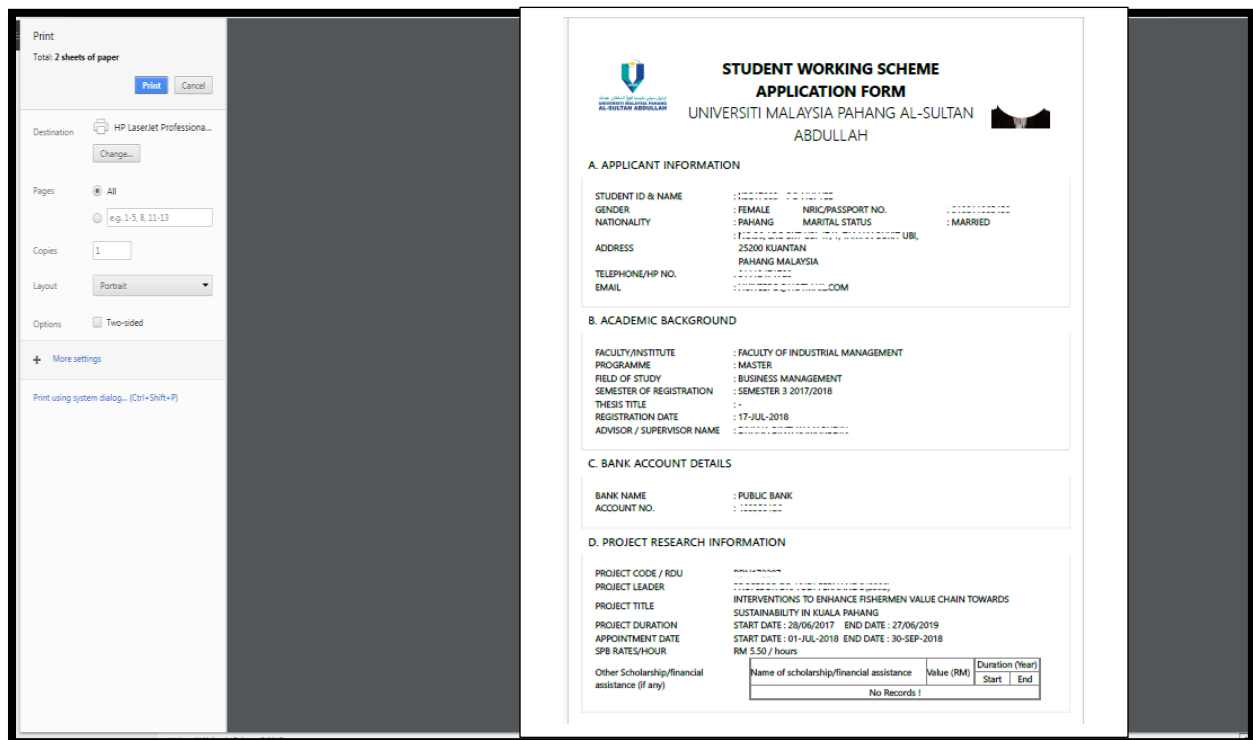 Print
Total: 2 sheets of paper
Print Cancel
Destination HP LaserJet Professiona...
Change...
Pages All
e.g. 1-5, 8, 11-13
Copies 1
Layout Portrait
Options Two-sided
+ More settings
Print using system dialog... (Ctrl+Shift+P)
UNIVERSITI MALAYSIA PAHANG
AL-SULTAN ABDULLAH
STUDENT WORKING SCHEME
APPLICATION FORM
UNIVERSITI MALAYSIA PAHANG AL-SULTAN
ABDULLAH
A. APPLICANT INFORMATION
STUDENT ID & NAME :
GENDER : FEMALE NRIC/PASSPORT NO. :
NATIONALITY : PAHANG MARITAL STATUS : MARRIED
ADDRESS : UBI,
25200 KUANTAN
PAHANG MALAYSIA
TELEPHONE/HP NO. :
EMAIL : .COM
B. ACADEMIC BACKGROUND
FACULTY/INSTITUTE : FACULTY OF INDUSTRIAL MANAGEMENT
PROGRAMME : MASTER
FIELD OF STUDY : BUSINESS MANAGEMENT
SEMESTER OF REGISTRATION : SEMESTER 3 2017/2018
THESIS TITLE : -
REGISTRATION DATE : 17-JUL-2018
ADVISOR / SUPERVISOR NAME :
C. BANK ACCOUNT DETAILS
BANK NAME : PUBLIC BANK
ACCOUNT NO. :
D. PROJECT RESEARCH INFORMATION
PROJECT CODE / RDU
PROJECT LEADER
PROJECT TITLE INTERVENTIONS TO ENHANCE FISHERMEN VALUE CHAIN TOWARDS
SUSTAINABILITY IN KUALA PAHANG
PROJECT DURATION START DATE : 28/06/2017 END DATE : 27/06/2019
APPOINTMENT DATE START DATE : 01-JUL-2018 END DATE : 30-SEP-2018
SPB RATES/HOUR RM 5.50 / hours
Other Scholarship/financial
assistance (if any)
Name of scholarship/financial assistance Value (RM) Duration (Year)
Start End
No Records !